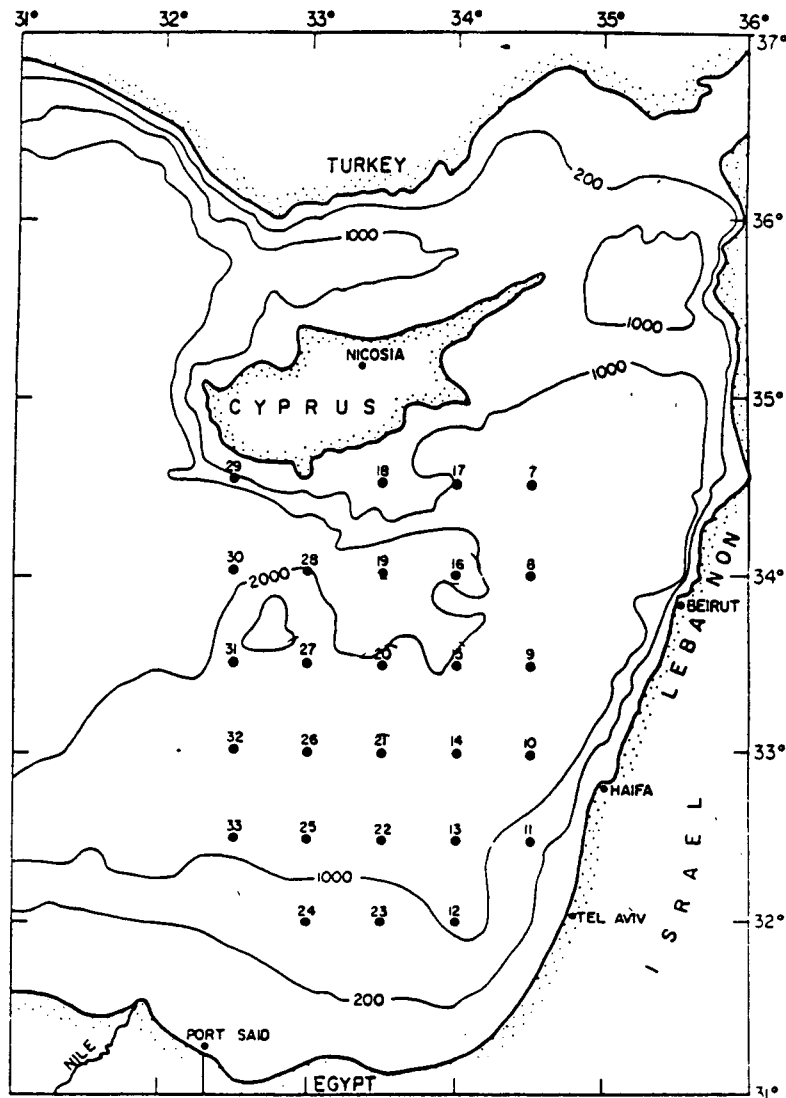 31° 32° 33° 34° 35° 36°
37°
TURKEY
200
36°
1000
1000
NICOSIA
1000
CYPRUS
35°
29 18 17 7
30 28 19 16 8
2000
34°
BEIRUT
LEBANON
31 27 20 15 9
32 26 21 14 10
33°
HAIFA
33 25 22 13 11
1000
ISRAEL
24 23 12
TEL AVIV
32°
200
PORT SAID
NILE
EGYPT
31°